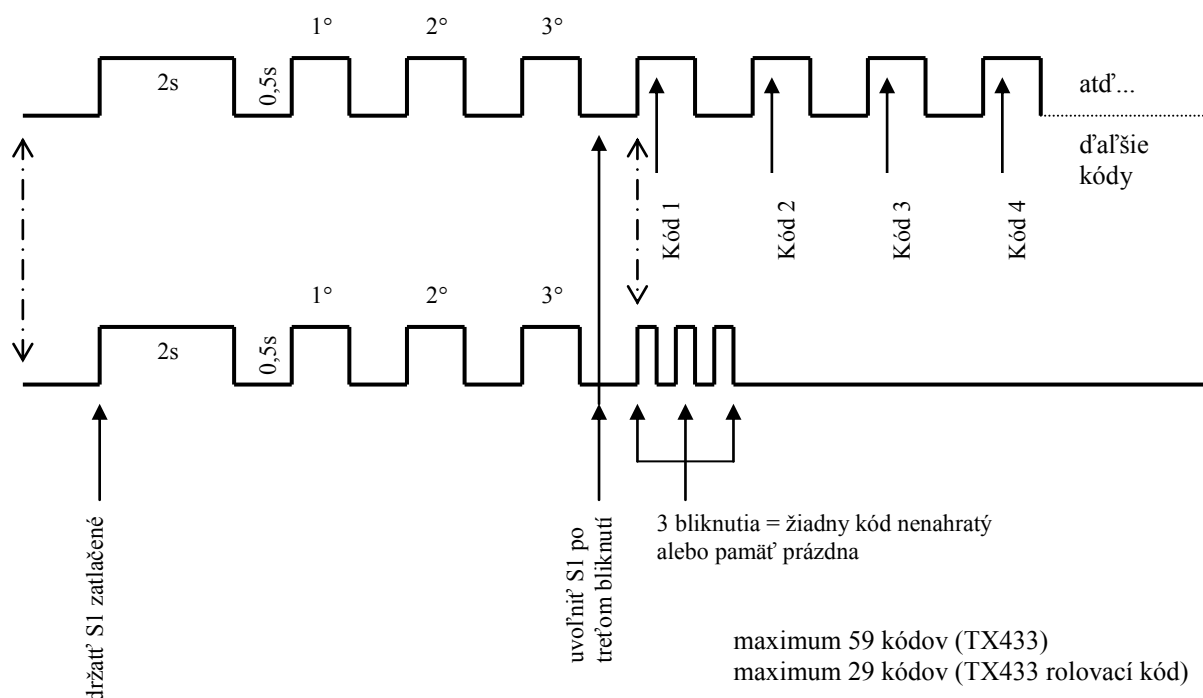 1°
2°
3°
2s
0,5s
atď...
ďaľšie
kódy
Kód 1
Kód 2
Kód 3
Kód 4
1°
2°
3°
2s
0,5s
držatť S1 zatlačené
uvoľniť S1 po
treťom bliknutí
3 bliknutia = žiadny kód nenahratý
alebo pamäť prázdna
maximum 59 kódov (TX433)
maximum 29 kódov (TX433 rolovací kód)